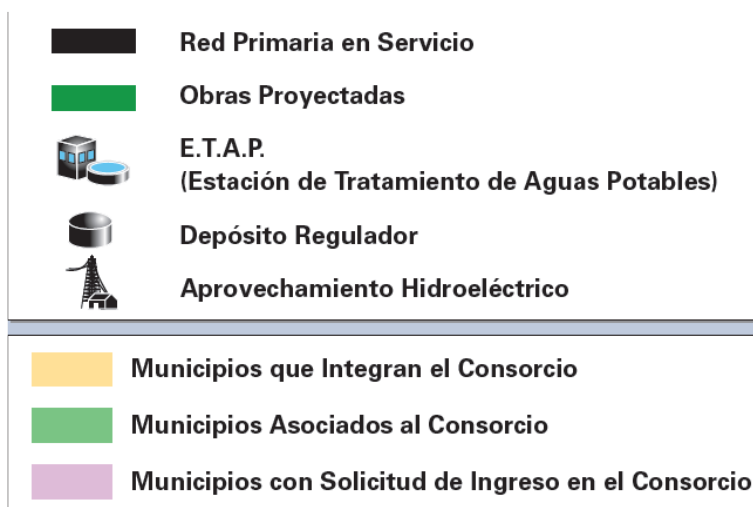 Red Primaria en Servicio
Obras Proyectadas
E.T.A.P.
(Estación de Tratamiento de Aguas Potables)
Depósito Regulador
Aprovechamiento Hidroeléctrico
Municipios que Integran el Consorcio
Municipios Asociados al Consorcio
Municipios con Solicitud de Ingreso en el Consorcio